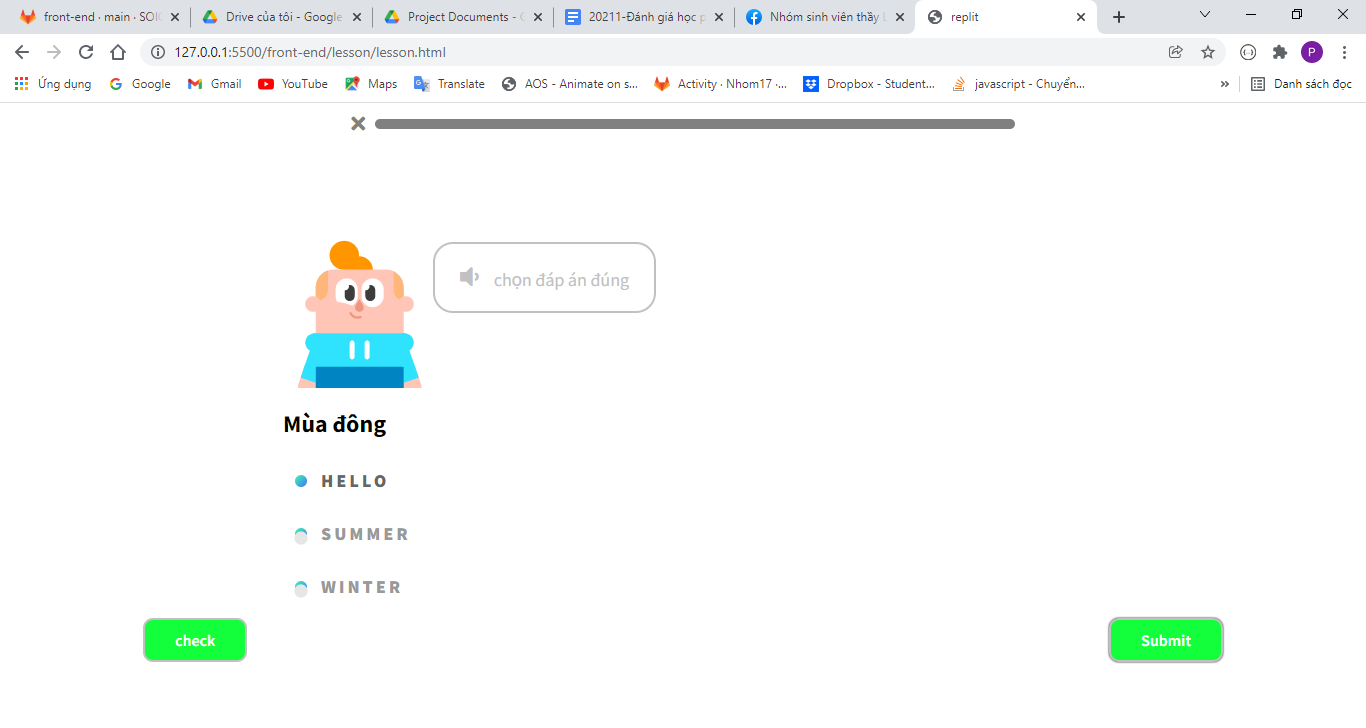 front-end · main · SOI
Drive của tôi - Google
Project Documents -
20211-Đánh giá học p
Nhóm sinh viên thầy
replit
127.0.0.1:5500/front-end/lesson/lesson.html
P
Ứng dụng
Google
Gmail
YouTube
Maps
Translate
AOS - Animate on s...
Activity · Nhom17 ·...
Dropbox - Student...
javascript - Chuyển...
»
Danh sách đọc
chọn đáp án đúng
Mùa đông
HELLO
SUMMER
WINTER
check
Submit